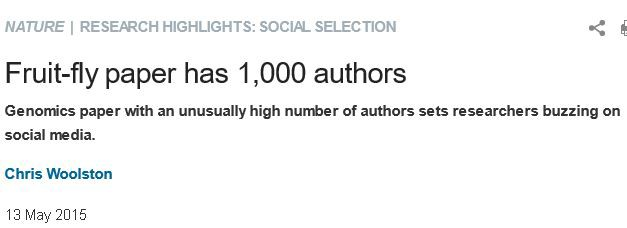 NATURE | RESEARCH HIGHLIGHTS: SOCIAL SELECTION
Fruit-fly paper has 1,000 authors
Genomics paper with an unusually high number of authors sets researchers buzzing on
social media.
Chris Woolston
13 May 2015